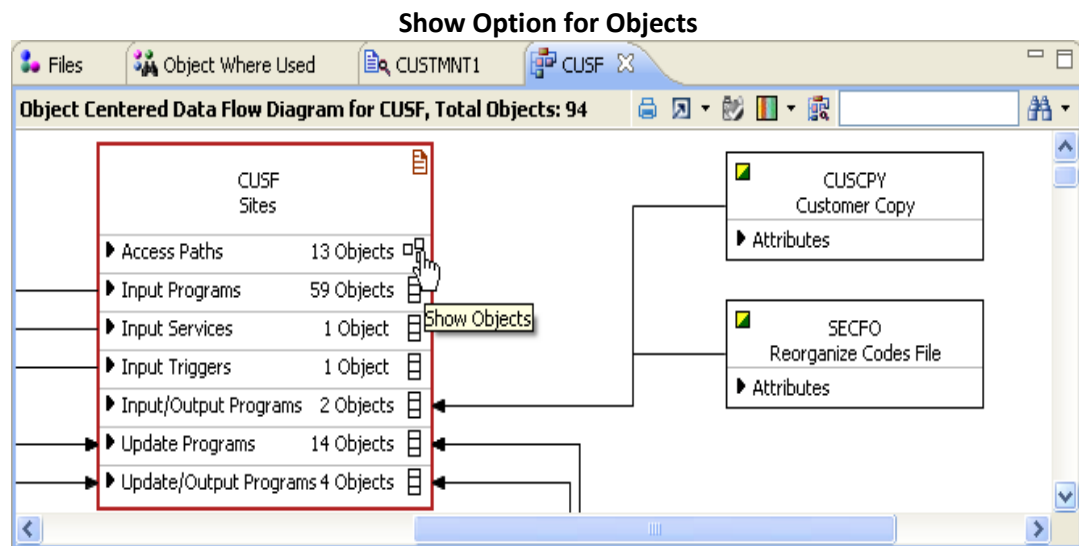 Show Option for Objects
Files Object Where Used CUSTMNT1 CUSF
Object Centered Data Flow Diagram for CUSF, Total Objects: 94
CUSF
Sites
Access Paths 13 Objects
Input Programs 59 Objects
Show Objects
Input Services 1 Object
Input Triggers 1 Object
Input/Output Programs 2 Objects
Update Programs 14 Objects
Update/Output Programs 4 Objects
CUSCPY
Customer Copy
Attributes
SECFO
Reorganize Codes File
Attributes